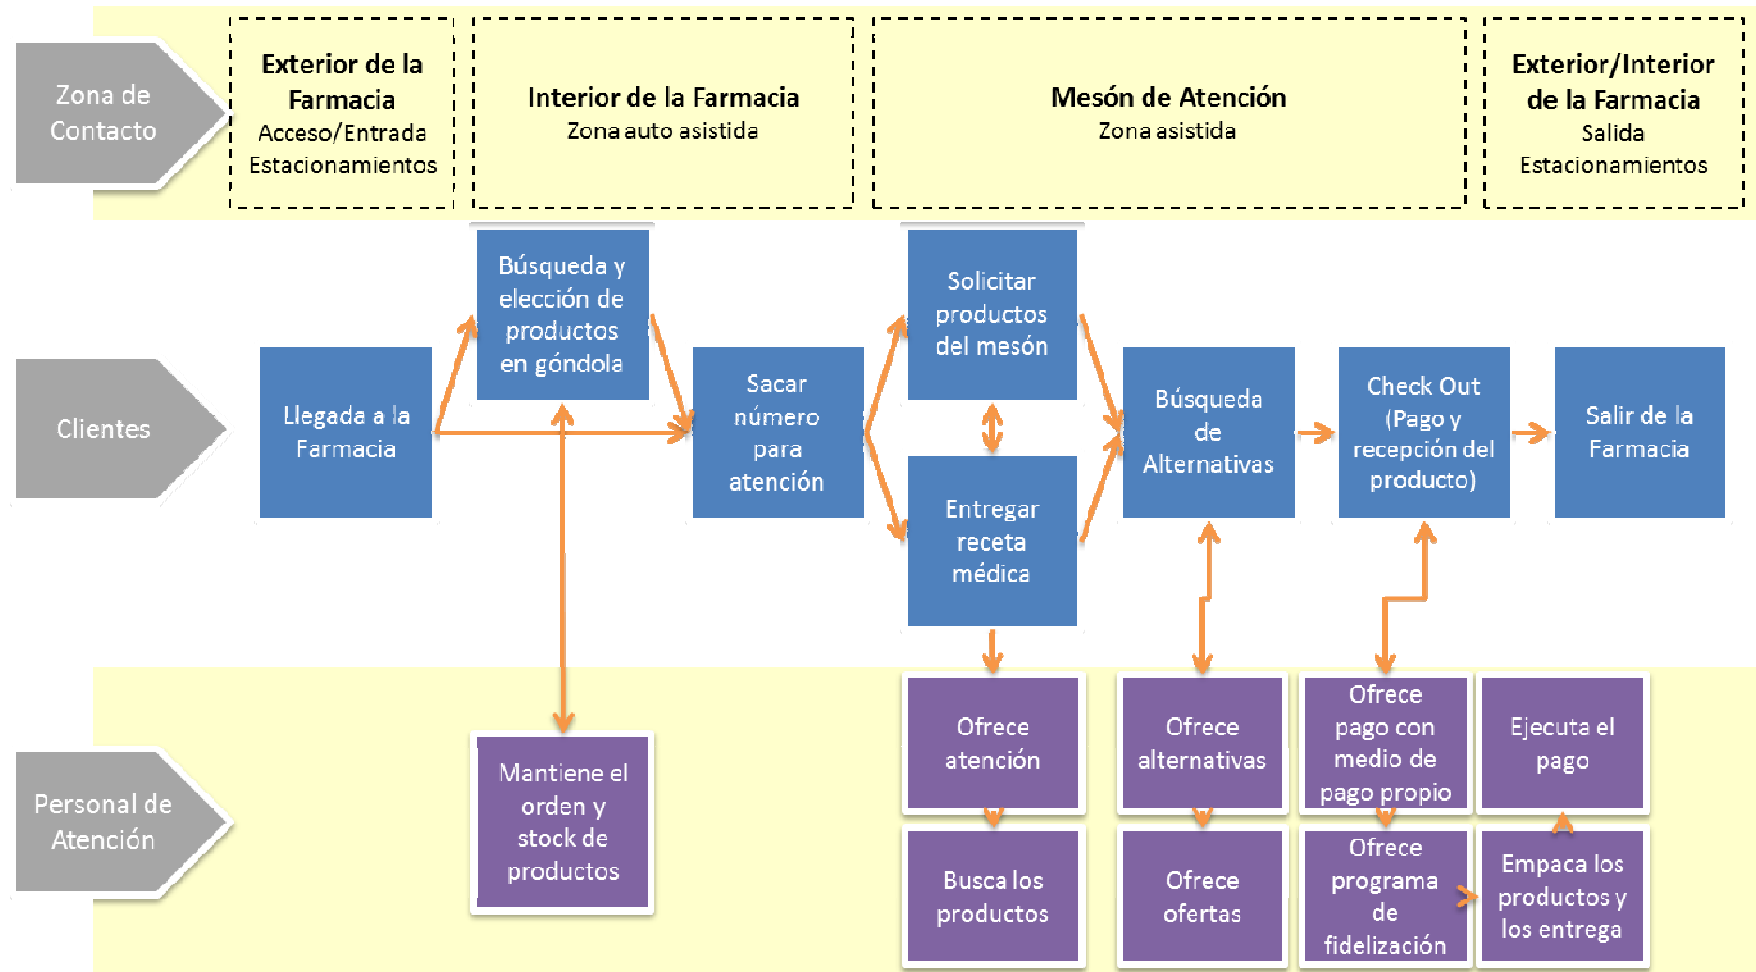 Zona de
Contacto
Exterior de la
Farmacia
Acceso/Entrada
Estacionamientos
Interior de la Farmacia
Zona auto asistida
Mesón de Atención
Zona asistida
Exterior/Interior
de la Farmacia
Salida
Estacionamientos
Clientes
Llegada a la
Farmacia
Búsqueda y
elección de
productos
en góndola
Sacar
número
para
atención
Solicitar
productos
del mesón
Entregar
receta
médica
Búsqueda
de
Alternativas
Check Out
(Pago y
recepción del
producto)
Salir de la
Farmacia
Personal de
Atención
Mantiene el
orden y
stock de
productos
Ofrece
atención
Busca los
productos
Ofrece
alternativas
Ofrece
ofertas
Ofrece
pago con
medio de
pago propio
Ofrece
programa
de
fidelización
Ejecuta el
pago
Empaca los
productos y
los entrega